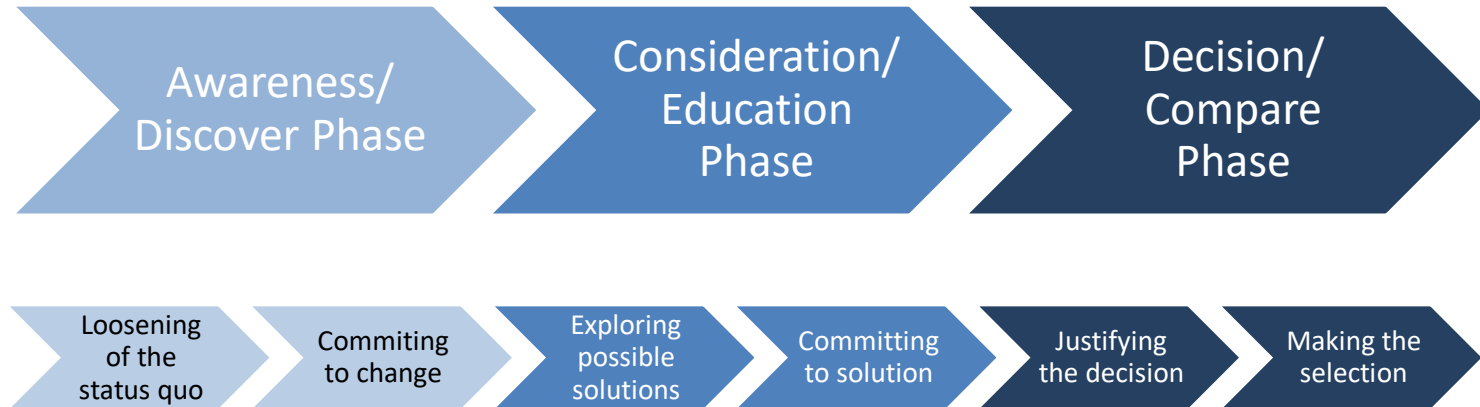 Awareness/
Discover Phase
Consideration/
Education
Phase
Decision/
Compare
Phase
Loosening
of the
status quo
Commiting
to change
Exploring
possible
solutions
Committing
to solution
Justifying
the decision
Making the
selection